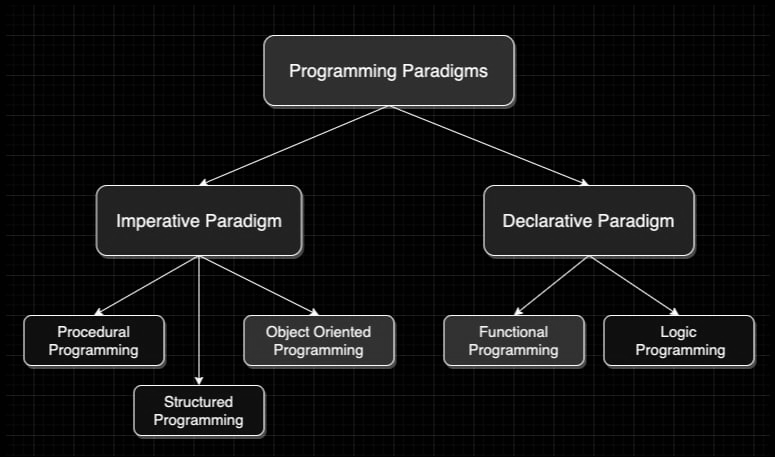 Programming Paradigms
Imperative Paradigm
Declarative Paradigm
Procedural
Programming
Object Oriented
Programming
Functional
Programming
Logic
Programming
Structured
Programming